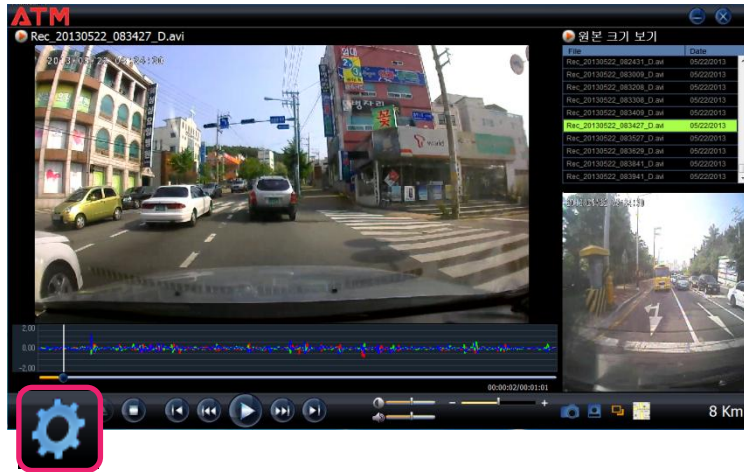 ATM
Rec_20130522_083427_D.avi
원본 크기 보기
File Date
Rec_20130522_082431_D.avi 05/22/2013
Rec_20130522_083009_D.avi 05/22/2013
Rec_20130522_083208_D.avi 05/22/2013
Rec_20130522_083308_D.avi 05/22/2013
Rec_20130522_083409_D.avi 05/22/2013
Rec_20130522_083427_D.avi 05/22/2013
Rec_20130522_083527_D.avi 05/22/2013
Rec_20130522_083629_D.avi 05/22/2013
Rec_20130522_083841_D.avi 05/22/2013
Rec_20130522_083941_D.avi 05/22/2013
임대
T world
2.00
0.00
-2.00
00:00:02/00:01:01
8 Km